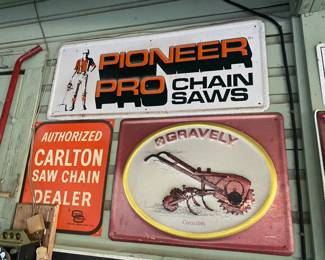 PIONEER
PRO CHAIN
SAWS
AUTHORIZED
CARLTON
SAW CHAIN
DEALER
GRAVELY